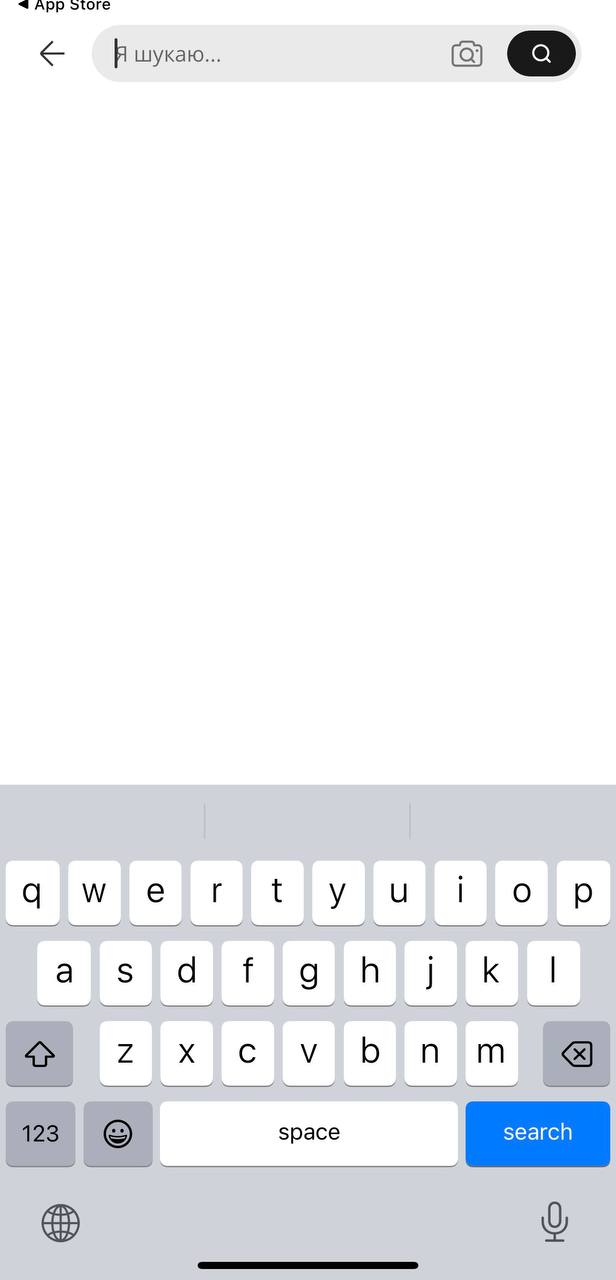 ◀ App Store
Я шукаю...
q w e r t y u i o p
a s d f g h j k l
z x c v b n m
123 space search